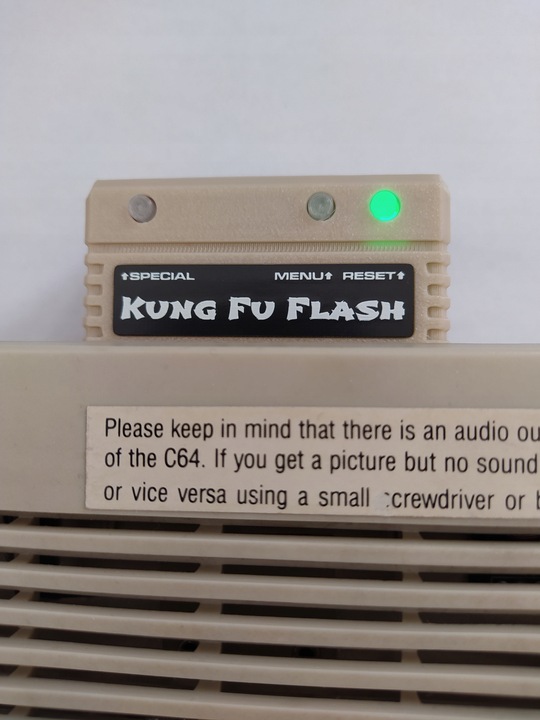 ↑SPECIAL MENU↑ RESET↑
KUNG FU FLASH
Please keep in mind that there is an audio ou
of the C64. If you get a picture but no sound
or vice versa using a small crewdriver or b